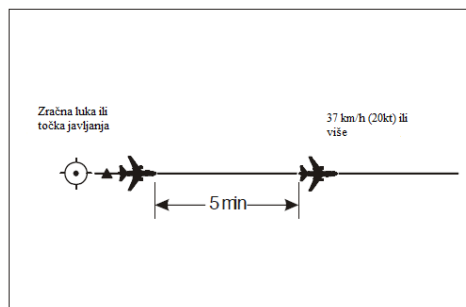 Zračna luka ili
točka javljanja
37 km/h (20kt) ili
više
5 min